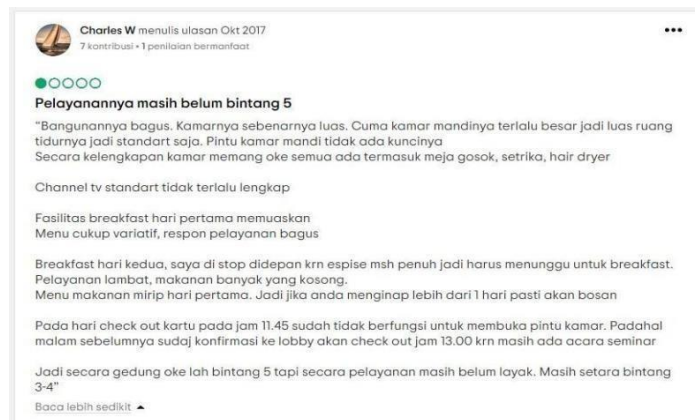 Charles W menulis ulasan Okt 2017
7 kontribusi • 1 penilaian bermanfaat
Pelayanannya masih belum bintang 5
"Bangunannya bagus. Kamarnya sebenarnya luas. Cuma kamar mandinya terlalu besar jadi luas ruang
tidurnya jadi standart saja. Pintu kamar mandi tidak ada kuncinya
Secara kelengkapan kamar memang oke semua ada termasuk meja gosok, setrika, hair dryer
Channel tv standart tidak terlalu lengkap
Fasilitas breakfast hari pertama memuaskan
Menu cukup variatif, respon pelayanan bagus
Breakfast hari kedua, saya di stop didepan krn espise msh penuh jadi harus menunggu untuk breakfast.
Pelayanan lambat, makanan banyak yang kosong.
Menu makanan mirip hari pertama. Jadi jika anda menginap lebih dari 1 hari pasti akan bosan
Pada hari check out kartu pada jam 11.45 sudah tidak berfungsi untuk membuka pintu kamar. Padahal
malam sebelumnya sudaj konfirmasi ke lobby akan check out jam 13.00 krn masih ada acara seminar
Jadi secara gedung oke lah bintang 5 tapi secara pelayanan masih belum layak. Masih setara bintang
3-4"
Baca lebih sedikit